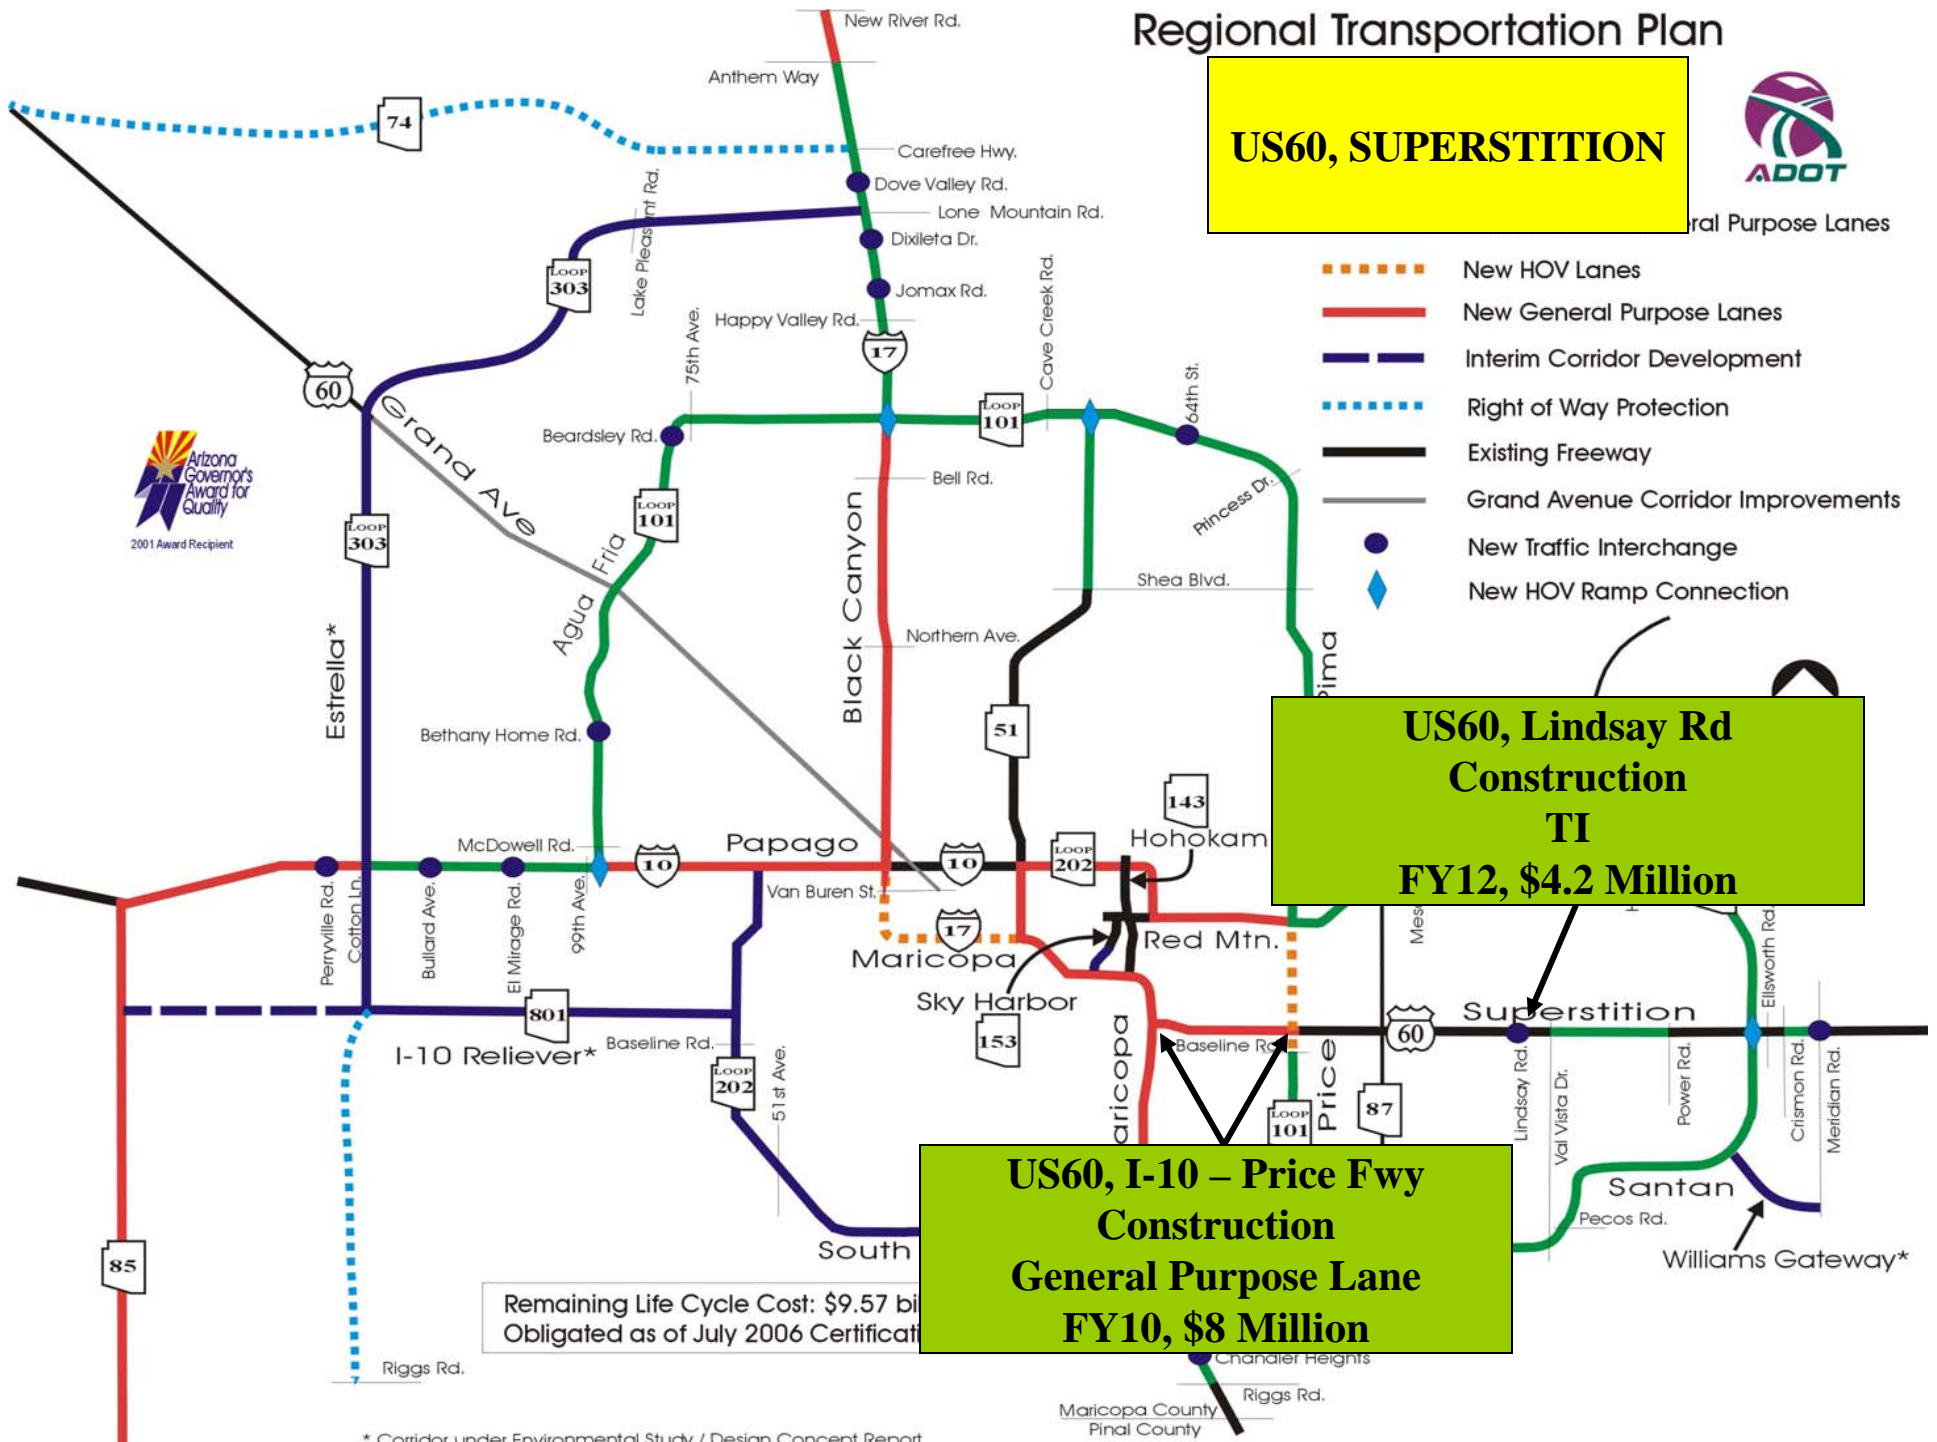 Regional Transportation Plan
US60, SUPERSTITION
ADOT
New River Rd.
Anthem Way
74
Carefree Hwy.
Dove Valley Rd.
Lone Mountain Rd.
Dixileta Dr.
Jomax Rd.
Happy Valley Rd.
Lake Pleasant Rd.
LOOP
303
17
75th Ave.
Cave Creek Rd.
64th St.
Purpose Lanes
New HOV Lanes
New General Purpose Lanes
Interim Corridor Development
Right of Way Protection
Existing Freeway
Grand Avenue Corridor Improvements
New Traffic Interchange
New HOV Ramp Connection
60
Grand Ave
Beardsley Rd.
LOOP
101
Bell Rd.
Princess Dr.
Arizona
Governor's
Award for
Quality
2001 Award Recipient
LOOP
303
LOOP
101
Agua Fria
Black Canyon
Shea Blvd.
Northern Ave.
Estrella*
Bethany Home Rd.
51
US60, Lindsay Rd
Construction
TI
FY12, $4.2 Million
143
Hohokam
McDowell Rd.
10
Papago
10
LOOP
202
Van Buren St.
Perryville Rd.
Cotton Ln.
Bullard Ave.
El Mirage Rd.
99th Ave.
17
Maricopa
Red Mtn.
Sky Harbor
153
Ellsworth Rd.
Superstition
60
801
I-10 Reliever*
Baseline Rd.
LOOP
202
51st Ave.
Baseline
Price
LOOP
101
87
Lindsay Rd.
Val Vista Dr.
Power Rd.
Crismon Rd.
Meridian Rd.
US60, I-10 – Price Fwy
Construction
General Purpose Lane
FY10, $8 Million
Santan
Pecos Rd.
Williams Gateway*
South
85
Remaining Life Cycle Cost: $9.57
Obligated as of July 2006
Riggs Rd.
Chandler Heights
Riggs Rd.
Maricopa County
Pinal County
* Corridor under Environmental Study / Design Concept Report